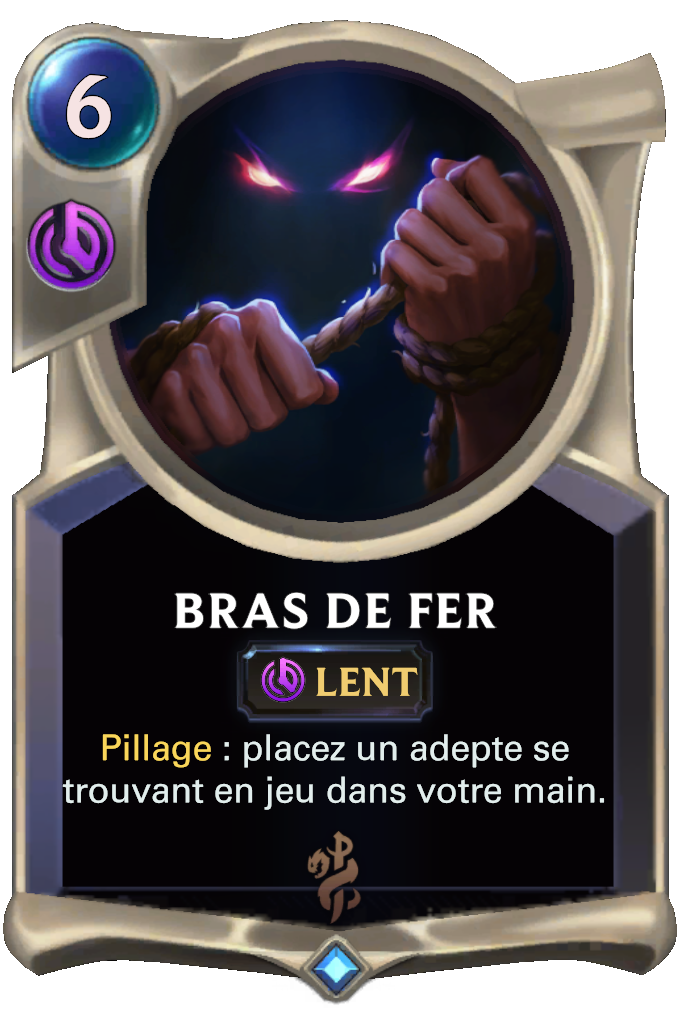 6
BRAS DE FER
LENT
Pillage : placez un adepte se
trouvant en jeu dans votre main.